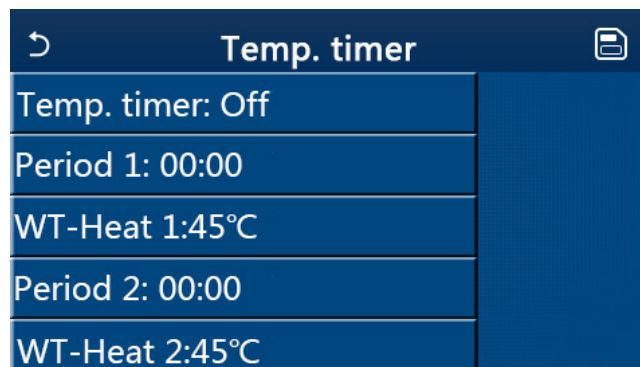 Temp. timer
Temp. timer: Off
Period 1: 00:00
WT-Heat 1:45℃
Period 2: 00:00
WT-Heat 2:45℃